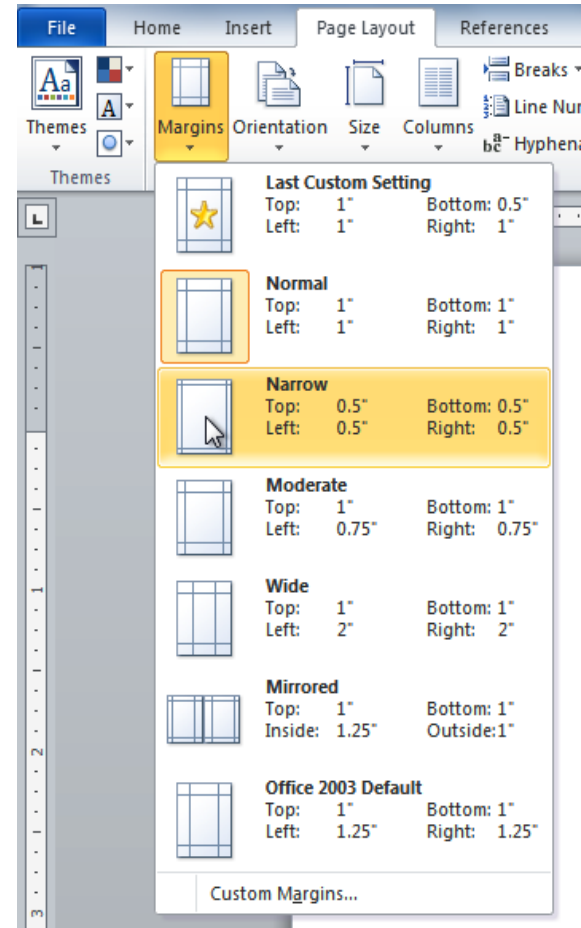 File Home Insert Page Layout References
Aa A Breaks
Line Nur
Themes Margins Orientation Size Columns
bc a- Hyphena
Themes
L
Last Custom Setting
Top: 1" Bottom: 0.5"
Left: 1" Right: 1"
Normal
Top: 1" Bottom: 1"
Left: 1" Right: 1"
Narrow
Top: 0.5" Bottom: 0.5"
Left: 0.5" Right: 0.5"
Moderate
Top: 1" Bottom: 1"
Left: 0.75" Right: 0.75"
1
Wide
Top: 1" Bottom: 1"
Left: 2" Right: 2"
Mirrored
Top: 1" Bottom: 1"
Inside: 1.25" Outside:1"
2
Office 2003 Default
Top: 1" Bottom: 1"
Left: 1.25" Right: 1.25"
Custom Margins...
3